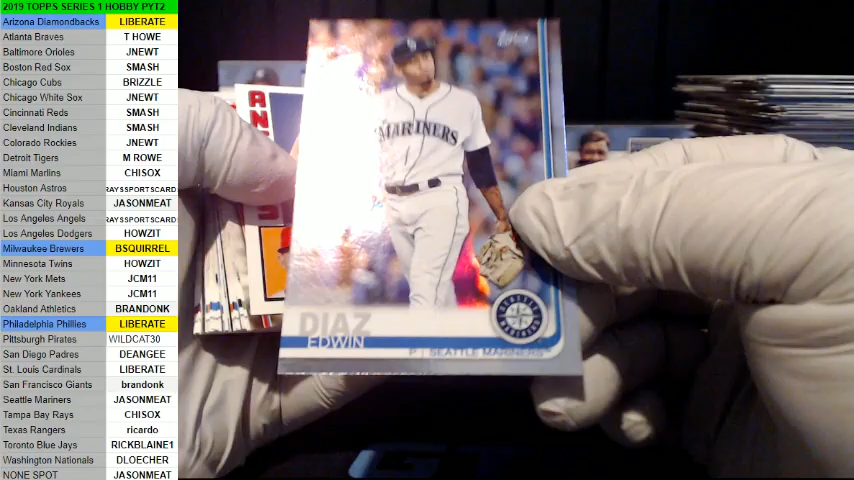 2019 TOPPS SERIES 1 HOBBY PYT2
Arizona Diamondbacks LIBERATE
Atlanta Braves T HOWE
Baltimore Orioles JNEWT
Boston Red Sox SMASH
Chicago Cubs BRIZZLE
Chicago White Sox JNEWT
Cincinnati Reds SMASH
Cleveland Indians SMASH
Colorado Rockies JNEWT
Detroit Tigers M ROWE
Miami Marlins CHISOX
Houston Astros RAYSSPORTSCARD
Kansas City Royals JASONMEAT
Los Angeles Angels RAYSSPORTSCARD
Los Angeles Dodgers HOWZIT
Milwaukee Brewers BSQUIRREL
Minnesota Twins HOWZIT
New York Mets JCM11
New York Yankees JCM11
Oakland Athletics BRANDONK
Philadelphia Phillies LIBERATE
Pittsburgh Pirates WILDCAT30
San Diego Padres DEANGEE
St. Louis Cardinals LIBERATE
San Francisco Giants brandonk
Seattle Mariners JASONMEAT
Tampa Bay Rays CHISOX
Texas Rangers ricardo
Toronto Blue Jays RICKBLAINE1
Washington Nationals DLOECHER
NONE SPOT JASONMEAT
Topps
MARINERS
DIAZ
EDWIN
P | SEATTLE MARINERS